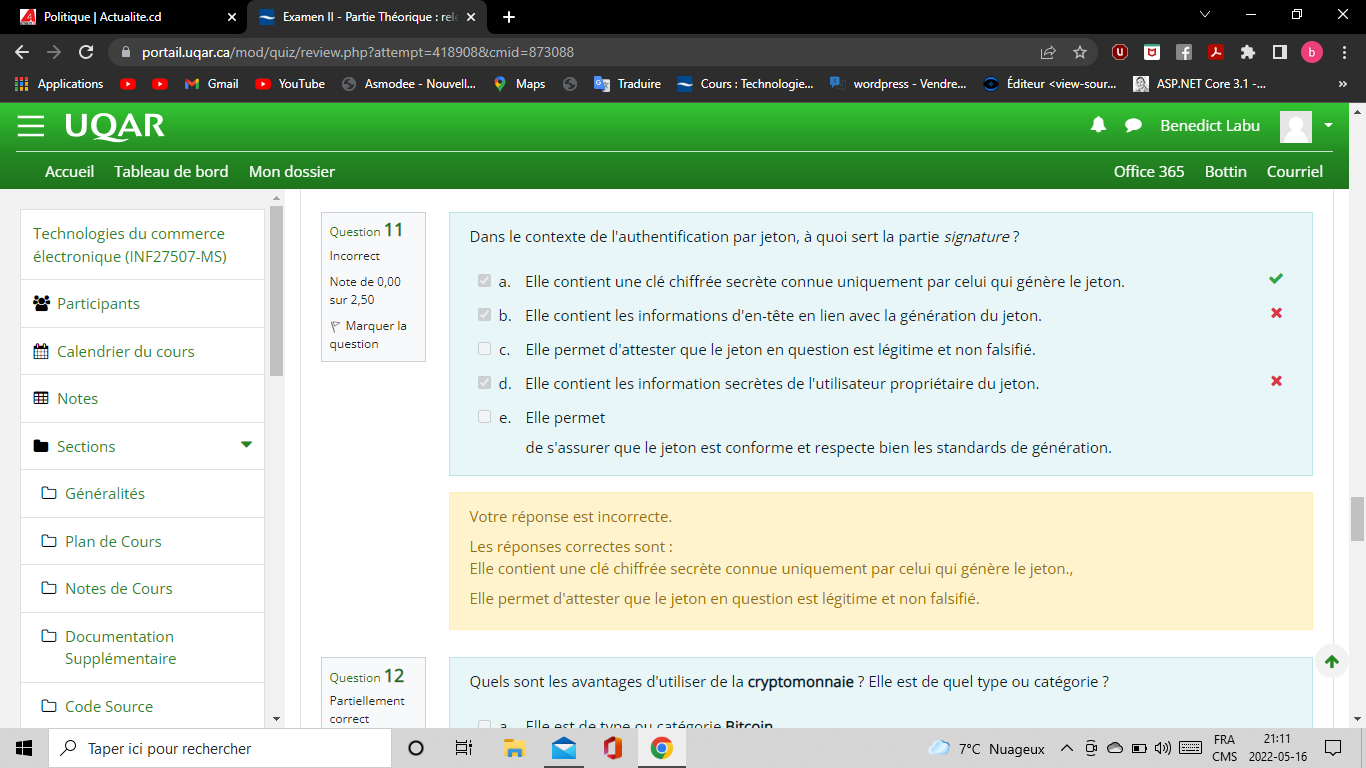 Politique | Actualite.cd
Examen II - Partie Théorique : rele
portail.uqar.ca/mod/quiz/review.php?attempt=418908&cmid=873088
b
Applications
Gmail
YouTube
Asmodee - Nouvell...
Maps
Traduire
Cours : Technologie...
wordpress - Vendre...
Éditeur <view-sour...
ASP.NET Core 3.1 -...
»
UQAR
Benedict Labu
Accueil
Tableau de bord
Mon dossier
Office 365
Bottin
Courriel
Technologies du commerce
électronique (INF27507-MS)
Participants
Calendrier du cours
Notes
Sections
Généralités
Plan de Cours
Notes de Cours
Documentation
Supplémentaire
Code Source
Question 11
Incorrect
Note de 0,00
sur 2,50
Marquer la
question
Dans le contexte de l'authentification par jeton, à quoi sert la partie signature ?
a. Elle contient une clé chiffrée secrète connue uniquement par celui qui génère le jeton.
b. Elle contient les informations d'en-tête en lien avec la génération du jeton.
c. Elle permet d'attester que le jeton en question est légitime et non falsifié.
d. Elle contient les information secrètes de l'utilisateur propriétaire du jeton.
e. Elle permet
de s'assurer que le jeton est conforme et respecte bien les standards de génération.
Votre réponse est incorrecte.
Les réponses correctes sont :
Elle contient une clé chiffrée secrète connue uniquement par celui qui génère le jeton.,
Elle permet d'attester que le jeton en question est légitime et non falsifié.
Question 12
Partiellement
correct
Quels sont les avantages d'utiliser de la cryptomonnaie ? Elle est de quel type ou catégorie ?
a. Elle est de type ou catégorie Bitcoin
Taper ici pour rechercher
7°C Nuageux
FRA
CMS
21:11
2022-05-16